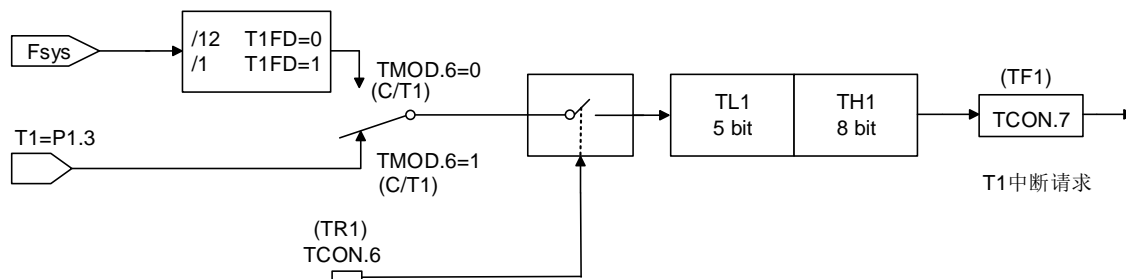 Fsys
/12 T1FD=0
/1 T1FD=1
TMOD.6=0
(C/T1)
T1=P1.3
TMOD.6=1
(C/T1)
(TR1)
TCON.6
TL1
5 bit
TH1
8 bit
(TF1)
TCON.7
T1中断请求